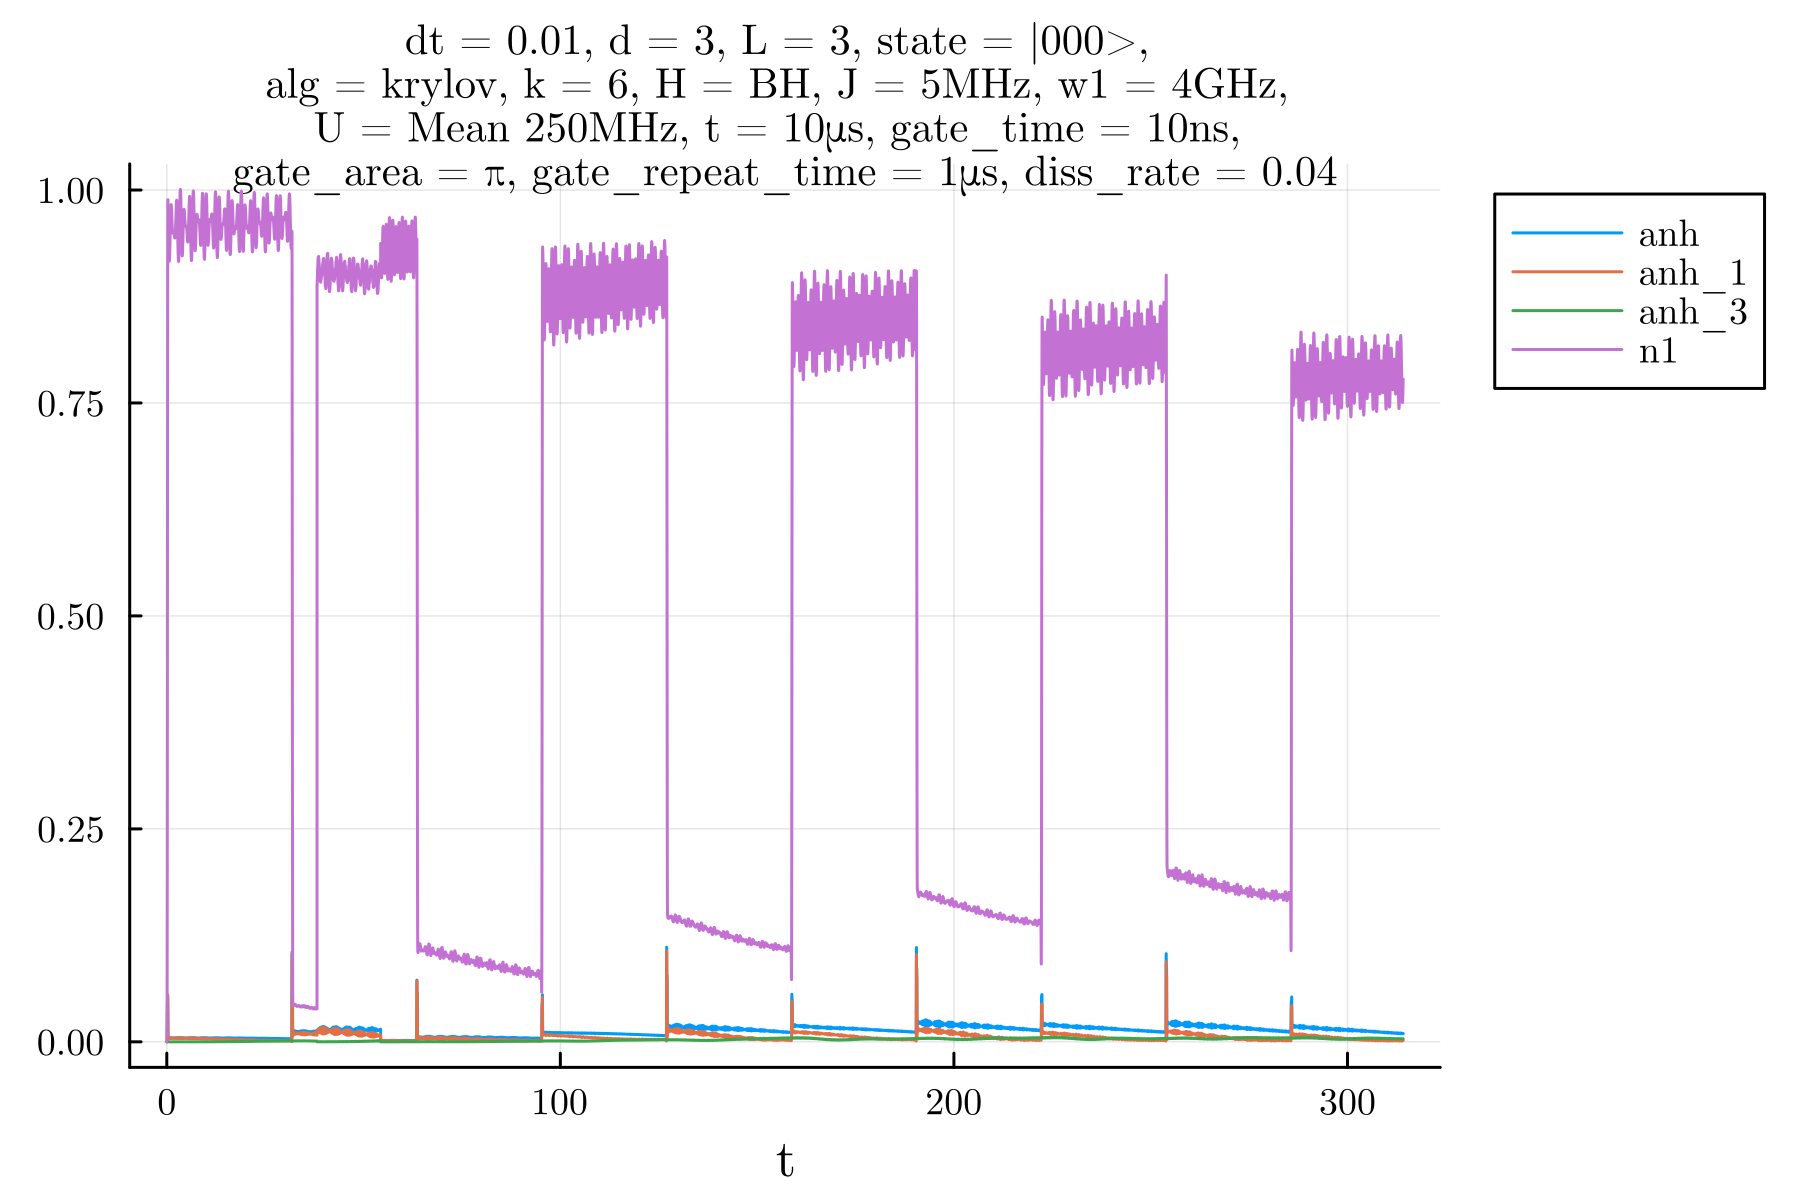 dt = 0.01, d = 3, L = 3, state = |000>,
alg = krylov, k = 6, H = BH, J = 5MHz, w1 = 4GHz,
U = Mean 250MHz, t = 10μs, gate_time = 10ns,
gate_area = π, gate_repeat_time = 1μs, diss_rate = 0.04
1.00
0.75
0.50
0.25
0.00
0
100
200
300
t
anh
anh_1
anh_3
n1